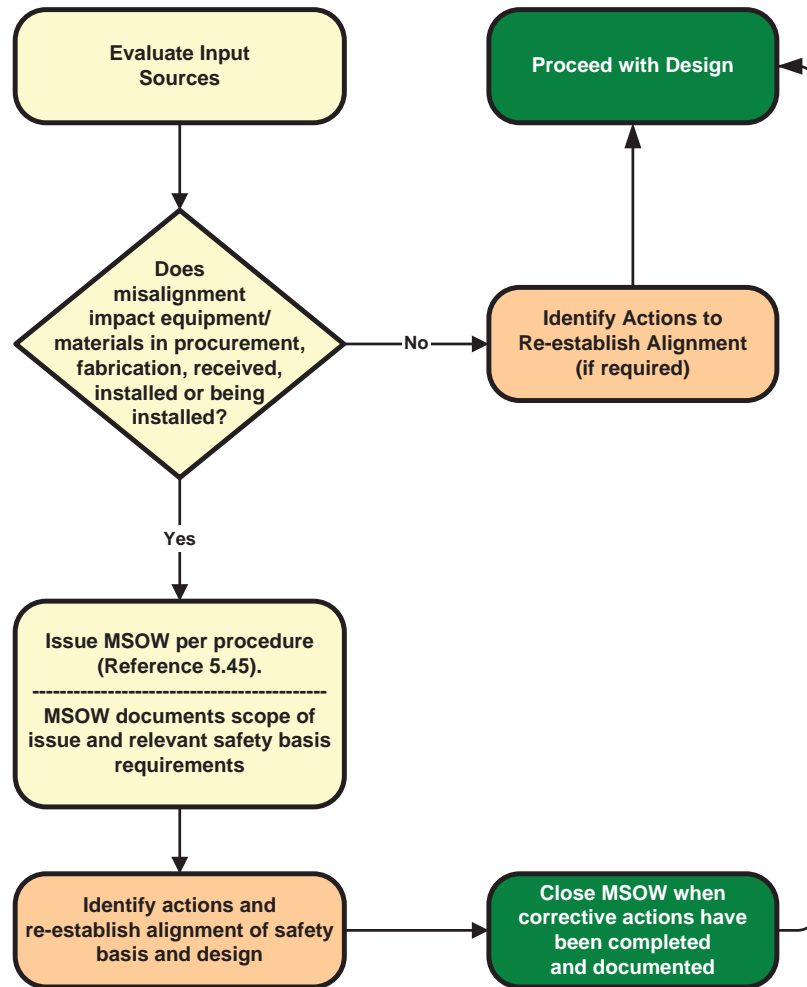 Evaluate Input
Sources
Proceed with Design
Does
misalignment
impact equipment/
materials in procurement,
fabrication, received,
installed or being
installed?
No
Identify Actions to
Re-establish Alignment
(if required)
Yes
Issue MSOW per procedure
(Reference 5.45).
-------------------------------------------
MSOW documents scope of
issue and relevant safety basis
requirements
Identify actions and
re-establish alignment of safety
basis and design
Close MSOW when
corrective actions have
been completed
and documented